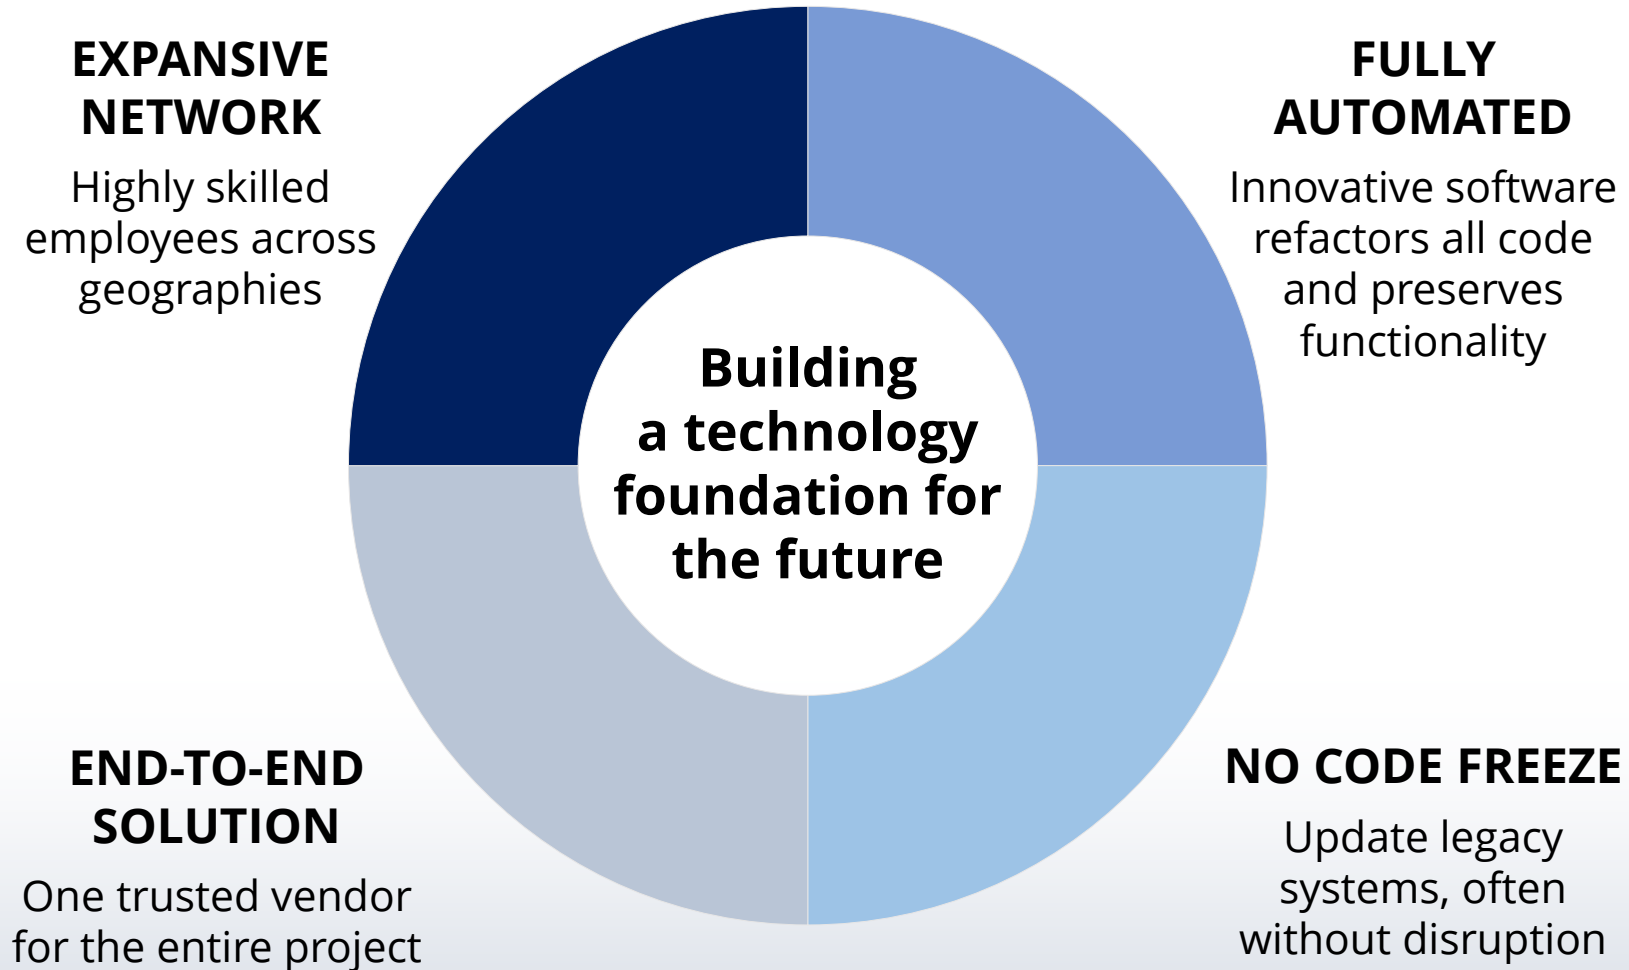 EXPANSIVE
NETWORK
Highly skilled
employees across
geographies
FULLY
AUTOMATED
Innovative software
refactors all code
and preserves
functionality
Building
a technology
foundation for
the future
END-TO-END
SOLUTION
One trusted vendor
for the entire project
NO CODE FREEZE
Update legacy
systems, often
without disruption